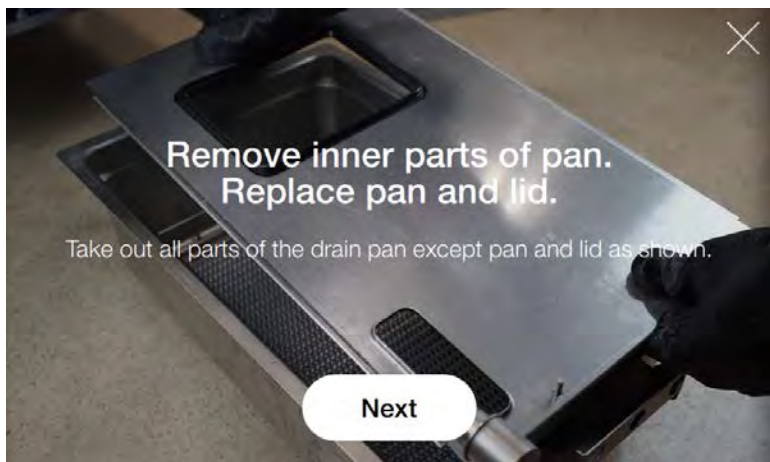 Remove inner parts of pan.
Replace pan and lid.
Take out all parts of the drain pan except pan and lid as shown.
Next